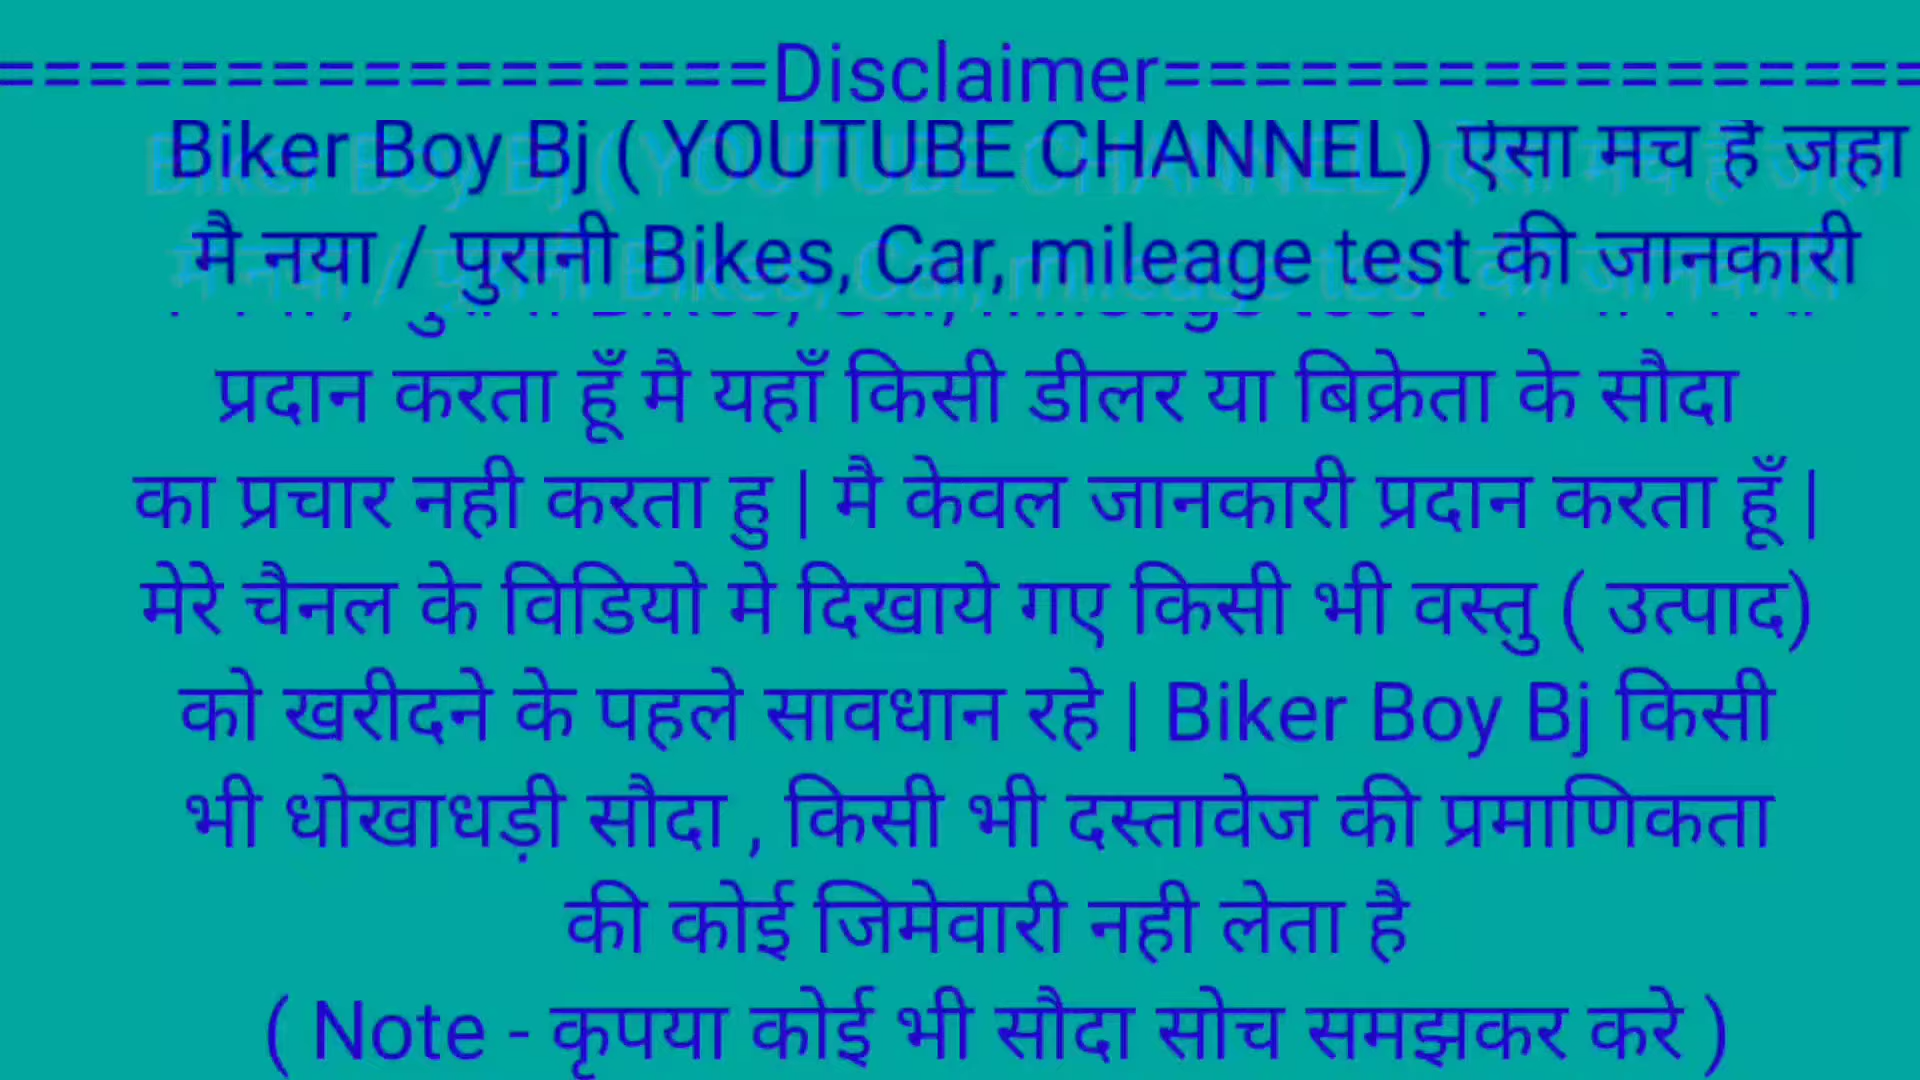 ==================Disclaimer==================
Biker Boy Bj ( YOUTUBE CHANNEL) ऐसा मच है जहा
मै नया / पुरानी Bikes, Car, mileage test की जानकारी
प्रदान करता हूँ मै यहाँ किसी डीलर या बिक्रेता के सौदा
का प्रचार नही करता हु | मै केवल जानकारी प्रदान करता हूँ |
मेरे चैनल के विडियो मे दिखाये गए किसी भी वस्तु ( उत्पाद)
को खरीदने के पहले सावधान रहे | Biker Boy Bj किसी
भी धोखाधड़ी सौदा , किसी भी दस्तावेज की प्रमाणिकता
की कोई जिमेवारी नही लेता है
( Note - कृपया कोई भी सौदा सोच समझकर करे )